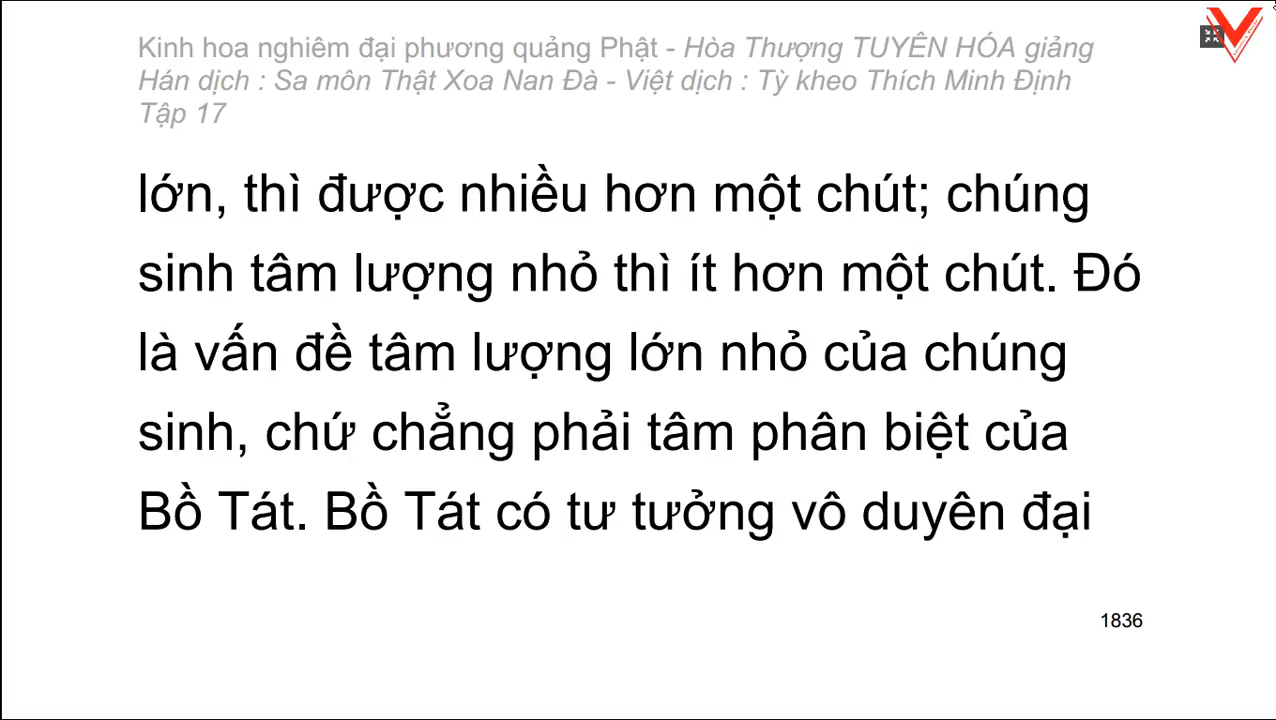 Kinh hoa nghiêm đại phương quảng Phật - Hòa Thượng TUYÊN HÓA giảng
Hán dịch : Sa môn Thật Xoa Nan Đà - Việt dịch : Tỳ kheo Thích Minh Định
Tập 17
lớn, thì được nhiều hơn một chút; chúng
sinh tâm lượng nhỏ thì ít hơn một chút. Đó
là vấn đề tâm lượng lớn nhỏ của chúng
sinh, chứ chẳng phải tâm phân biệt của
Bồ Tát. Bồ Tát có tư tưởng vô duyên đại
1836